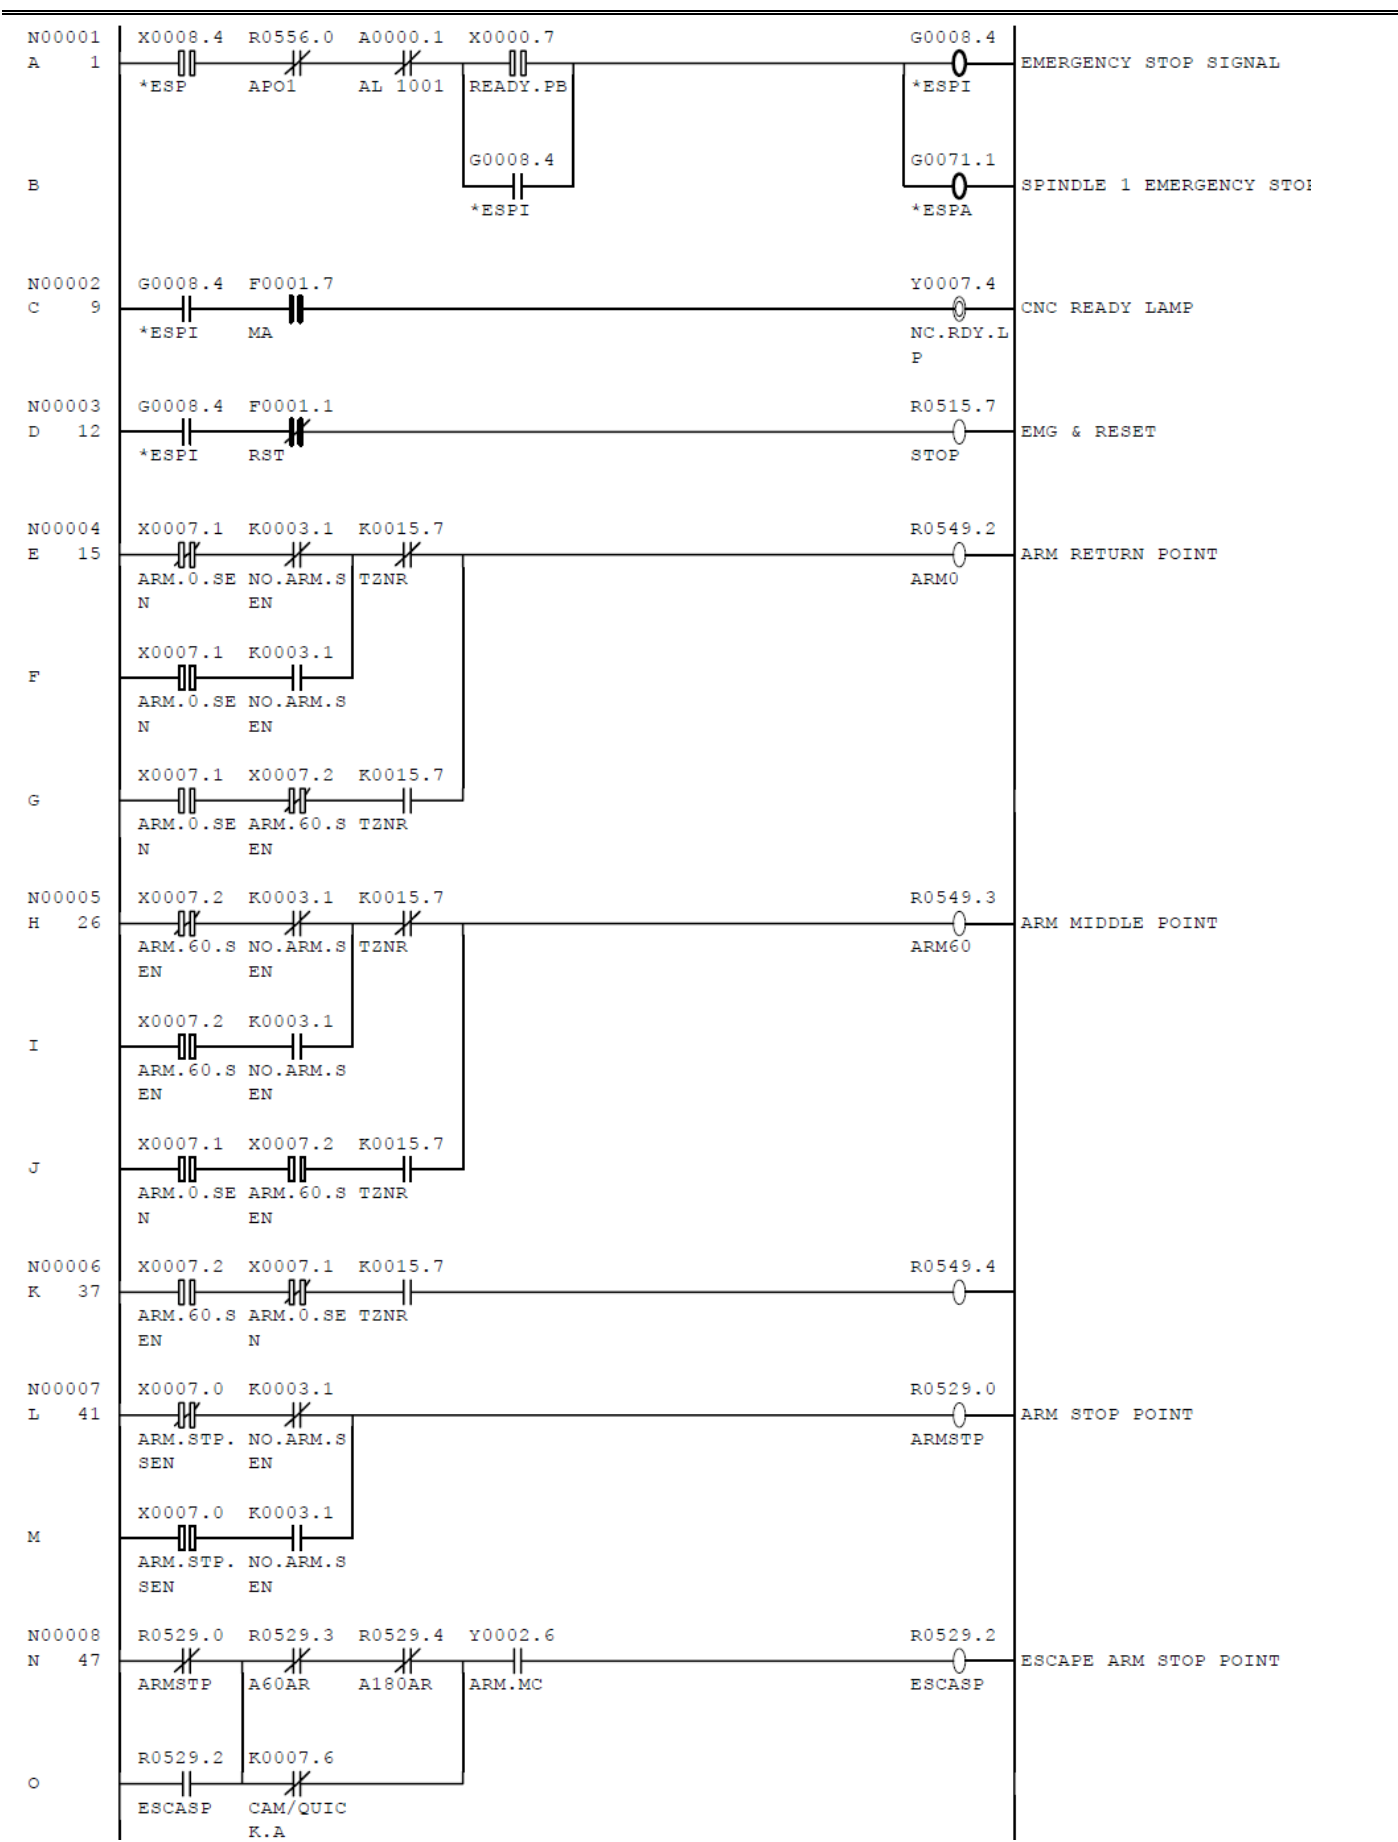 N00001 X0008.4 R0556.0 A0000.1 X0000.7 G0008.4
A 1 EMERGENCY STOP SIGNAL
*ESP APO1 AL 1001 READY.PB *ESPI
G0008.4 G0071.1
B SPINDLE 1 EMERGENCY STO
*ESPI *ESPA
N00002 G0008.4 F0001.7 Y0007.4
C 9 CNC READY LAMP
*ESPI MA NC.RDY.L
P
N00003 G0008.4 F0001.1 R0515.7
D 12 EMG & RESET
*ESPI RST STOP
N00004 X0007.1 K0003.1 K0015.7 R0549.2
E 15 ARM RETURN POINT
ARM.0.SE NO.ARM.S TZNR ARM0
N EN
X0007.1 K0003.1
F
ARM.0.SE NO.ARM.S
N EN
X0007.1 X0007.2 K0015.7
G
ARM.0.SE ARM.60.S TZNR
N EN
N00005 X0007.2 K0003.1 K0015.7 R0549.3
H 26 ARM MIDDLE POINT
ARM.60.S NO.ARM.S TZNR ARM60
EN EN
X0007.2 K0003.1
I
ARM.60.S NO.ARM.S
EN EN
X0007.1 X0007.2 K0015.7
J
ARM.0.SE ARM.60.S TZNR
N EN
N00006 X0007.2 X0007.1 K0015.7 R0549.4
K 37
ARM.60.S ARM.0.SE TZNR
EN N
N00007 X0007.0 K0003.1 R0529.0
L 41 ARM STOP POINT
ARM.STP. NO.ARM.S ARMSTP
SEN EN
X0007.0 K0003.1
M
ARM.STP. NO.ARM.S
SEN EN
N00008 R0529.0 R0529.3 R0529.4 Y0002.6 R0529.2
N 47 ESCAPE ARM STOP POINT
ARMSTP A60AR A180AR ARM.MC ESCASP
R0529.2 K0007.6
O
ESCASP CAM/QUIC
K.A